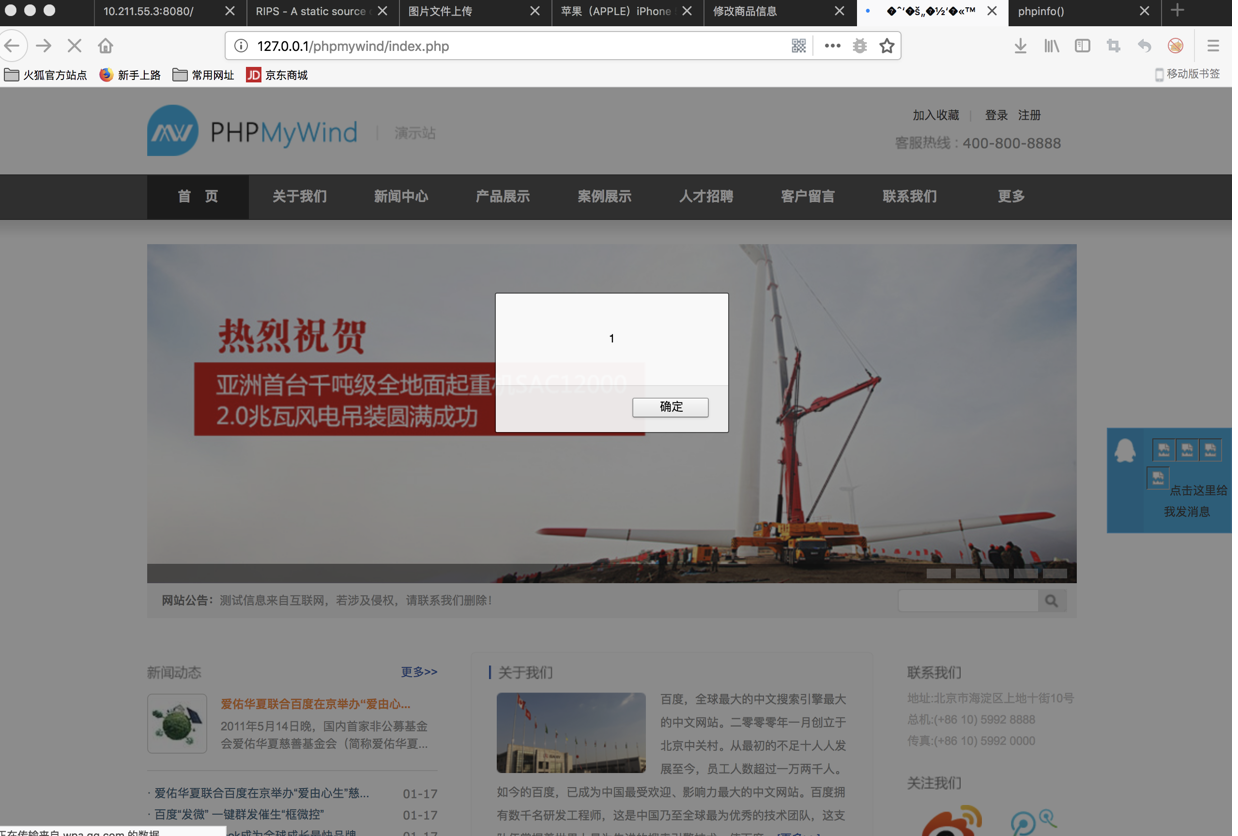 10.211.55.3:8080/
RIPS - A static source
图片文件上传
苹果（APPLE）iPhone
修改商品信息
phpinfo()
127.0.0.1/phpmywind/index.php
火狐官方站点
新手上路
常用网址
JD 京东商城
移动版书签
PHPMyWind
演示站
加入收藏 | 登录 注册
客服热线：400-800-8888
首 页
关于我们
新闻中心
产品展示
案例展示
人才招聘
客户留言
联系我们
更多
热烈祝贺
亚洲首台千吨级全地面起重机SAC12000
2.0兆瓦风电吊装圆满成功
1
确定
点击这里给
我发消息
网站公告：测试信息来自互联网，若涉及侵权，请联系我们删除！
新闻动态
更多>>
爱佑华夏联合百度在京举办“爱由心...
2011年5月14日晚，国内首家非公募基金
会爱佑华夏慈善基金会（简称爱佑华夏...
· 爱佑华夏联合百度在京举办“爱由心生”慈... 01-17
· 百度“发微” 一键群发催生“框微控” 01-17
ok成为全球成长最快品牌 01-17
关于我们
百度，全球最大的中文搜索引擎最大
的中文网站。二零零零年一月创立于
北京中关村。从最初的不足十人人发
展至今，员工人数超过一万两千人。
如今的百度，已成为中国最受欢迎、影响力最大的中文网站。百度拥
有数千名研发工程师，这是中国乃至全球最为优秀的技术团队，这支
联系我们
地址:北京市海淀区上地十街10号
总机:(+86 10) 5992 8888
传真:(+86 10) 5992 0000
关注我们
正在传输来自 wpa.qq.com 的数据...